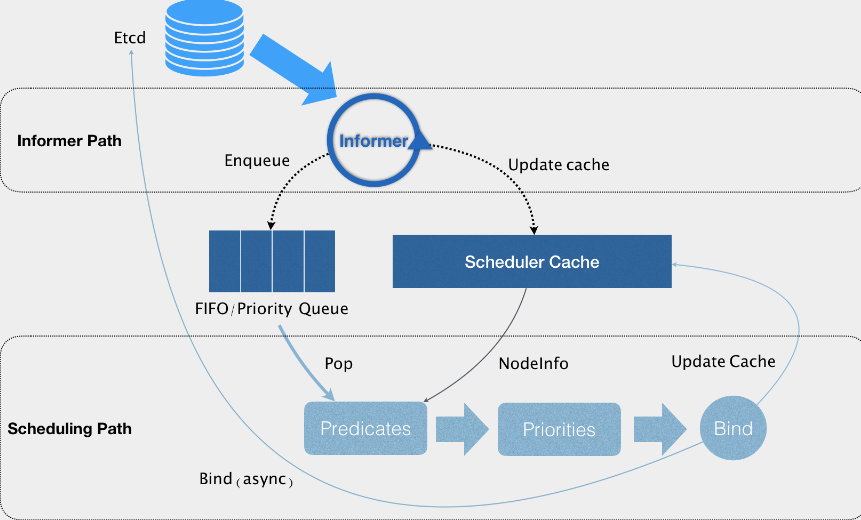 Etcd
Informer Path
Informer
Enqueue
Update cache
Scheduler Cache
FIFO/Priority Queue
Pop
NodeInfo
Update Cache
Scheduling Path
Predicates
Priorities
Bind
Bind (async)